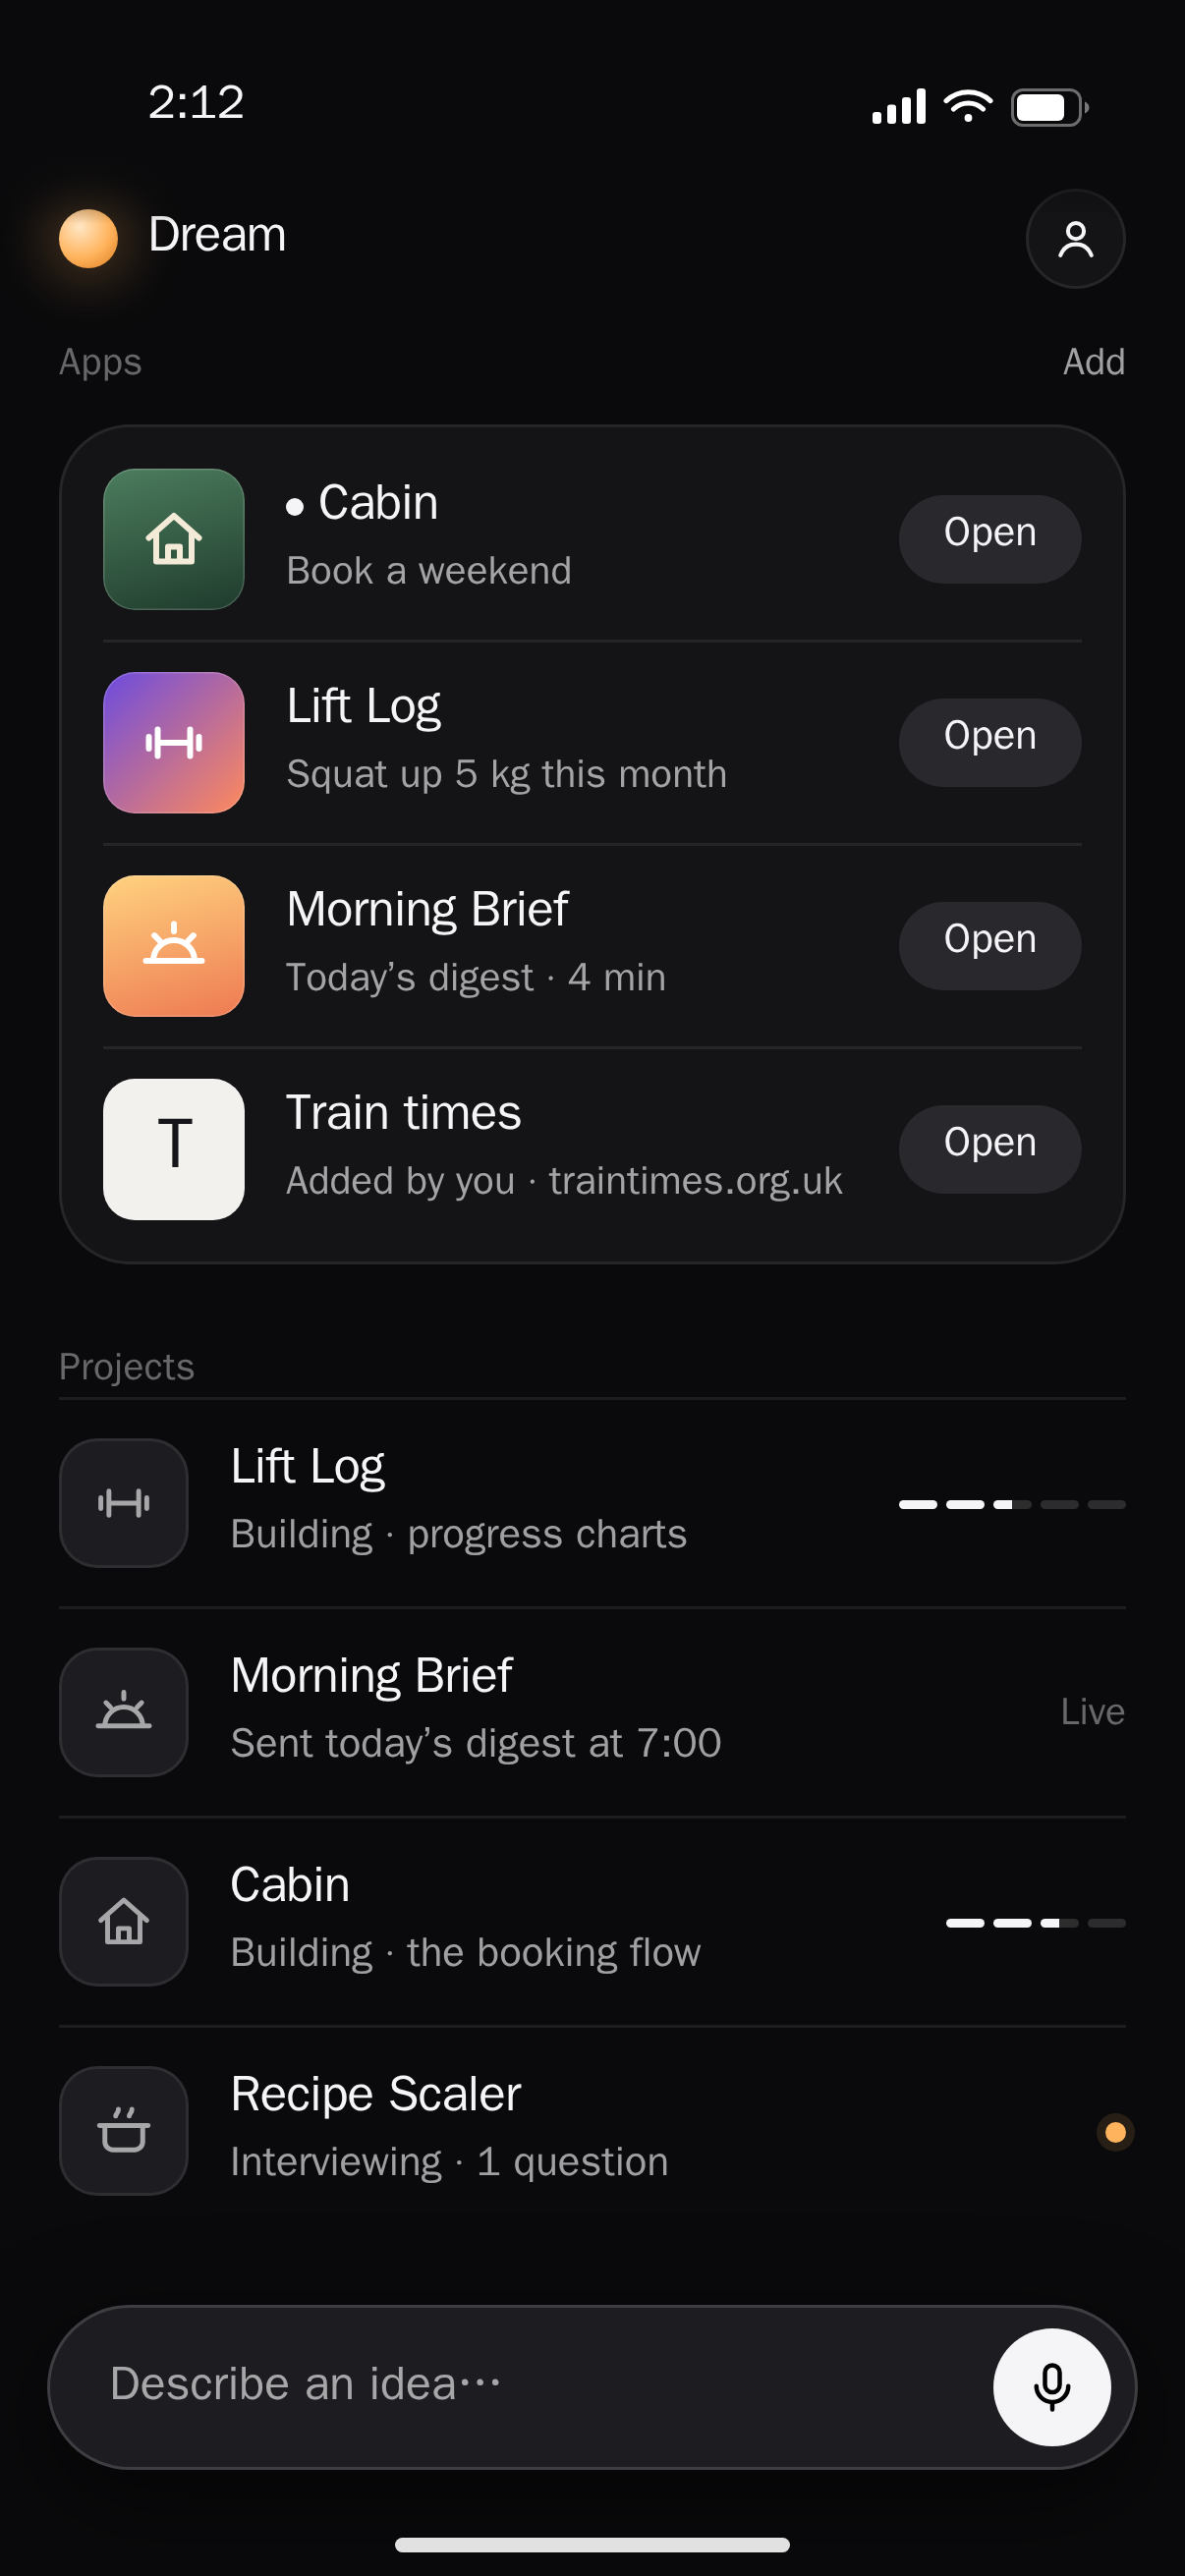 2:12
Dream
Apps
Add
Cabin
Book a weekend
Open
Lift Log
Squat up 5 kg this month
Open
Morning Brief
Today’s digest · 4 min
Open
T
Train times
Added by you · traintimes.org.uk
Open
Projects
Lift Log
Building · progress charts
Morning Brief
Sent today’s digest at 7:00
Live
Cabin
Building · the booking flow
Recipe Scaler
Interviewing · 1 question
Describe an idea…